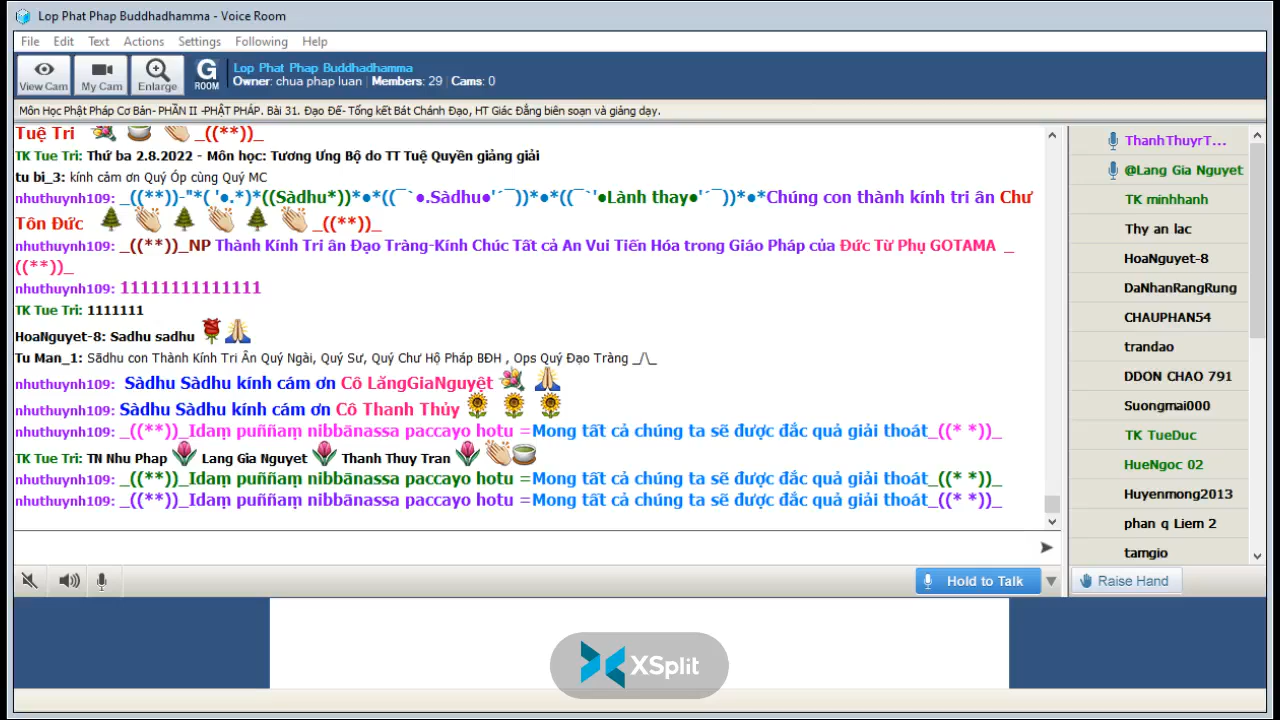 Lop Phat Phap Buddhadhamma - Voice Room
File Edit Text Actions Settings Following Help
View Cam My Cam Enlarge G ROOM
Lop Phat Phap Buddhadhamma
Owner: chua phap luan | Members: 29 | Cams: 0
Môn Học Phật Pháp Cơ Bản- PHẦN II -PHẬT PHÁP. Bài 31. Đạo Đế- Tổng kết Bát Chánh Đạo, HT Giác Đẳng biên soạn và giảng dạy.
Tuệ Tri _((**))_
TK Tue Tri: Thứ ba 2.8.2022 - Môn học: Tương Ưng Bộ do TT Tuệ Quyền giảng giải
tu bi_3: kính cảm ơn Quý Óp cùng Quý MC
nhuthuynh109: _((**))-"*( '●.*)*((Sàdhu*))*●*((¯`●.Sàdhu●'´¯))*●*((¯`'●Lành thay●'´¯))*●*Chúng con thành kính tri ân Chư
Tôn Đức _((**))_
nhuthuynh109: _((**))_NP Thành Kính Tri ân Đạo Tràng-Kính Chúc Tất cả An Vui Tiến Hóa trong Giáo Pháp của Đức Từ Phụ GOTAMA _
((**))_
nhuthuynh109: 11111111111111
TK Tue Tri: 1111111
HoaNguyet-8: Sadhu sadhu
Tu Man_1: Sādhu con Thành Kính Tri Ân Quý Ngài, Quý Sư, Quý Chư Hộ Pháp BĐH , Ops Quý Đạo Tràng _/\_
nhuthuynh109: Sàdhu Sàdhu kính cám ơn Cô LăngGiaNguyệt
nhuthuynh109: Sàdhu Sàdhu kính cám ơn Cô Thanh Thủy
nhuthuynh109: _((**))_Idaṃ puññaṃ nibbānassa paccayo hotu =Mong tất cả chúng ta sẽ được đắc quả giải thoát_((* *))_
TK Tue Tri: TN Nhu Phap Lang Gia Nguyet Thanh Thuy Tran
nhuthuynh109: _((**))_Idaṃ puññaṃ nibbānassa paccayo hotu =Mong tất cả chúng ta sẽ được đắc quả giải thoát_((* *))_
nhuthuynh109: _((**))_Idaṃ puññaṃ nibbānassa paccayo hotu =Mong tất cả chúng ta sẽ được đắc quả giải thoát_((* *))_
ThanhThuyrT...
@Lang Gia Nguyet
TK minhhanh
Thy an lac
HoaNguyet-8
DaNhanRangRung
CHAUPHAN54
trandao
DDON CHAO 791
Suongmai000
TK TueDuc
HueNgoc 02
Huyenmong2013
phan q Liem 2
tamgio
Hold to Talk
Raise Hand
XSplit